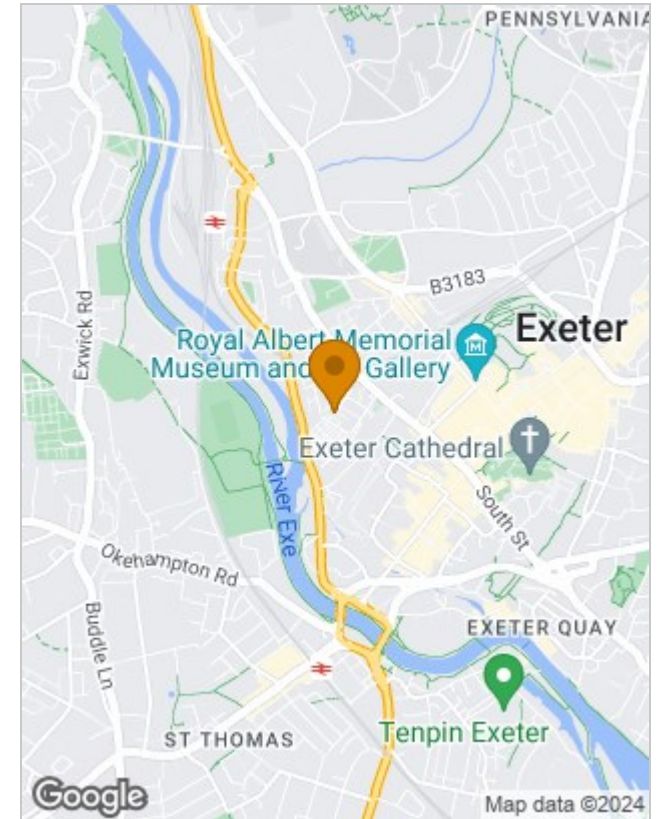 PENNSYLVANIA
Exwick Rd
B3183
Royal Albert Memorial
Museum and Gallery
Exeter
Exeter Cathedral
River Exe
South St
Okehampton Rd
Buddle Ln
EXETER QUAY
ST THOMAS
Tenpin Exeter
Google
Map data ©2024